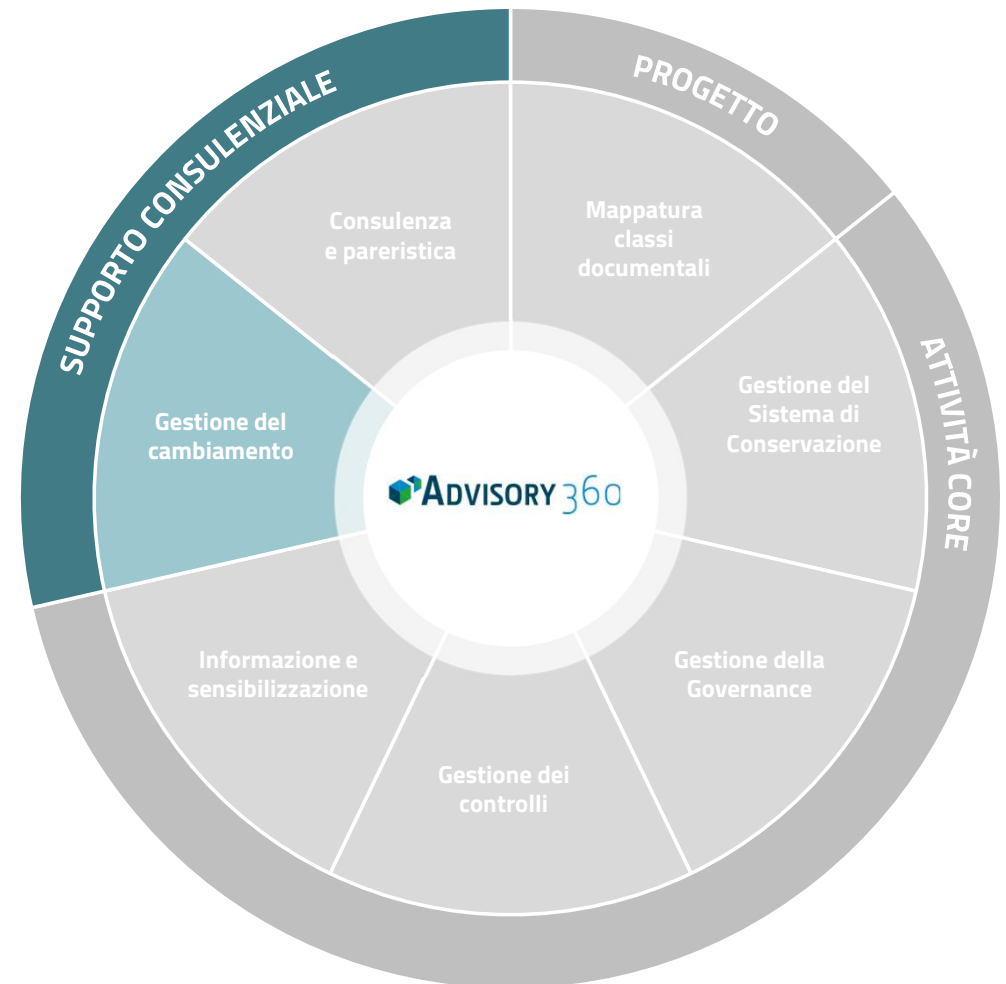 SUPPORTO CONSULENZIALE
PROGETTO
ATTIVITÀ CORE
Consulenza
e pareristica
Mappatura
classi
documentali
Gestione del
Sistema di
Conservazione
Gestione del
cambiamento
ADVISORY 360
Informazione e
sensibilizzazione
Gestione della
Governance
Gestione dei
controlli